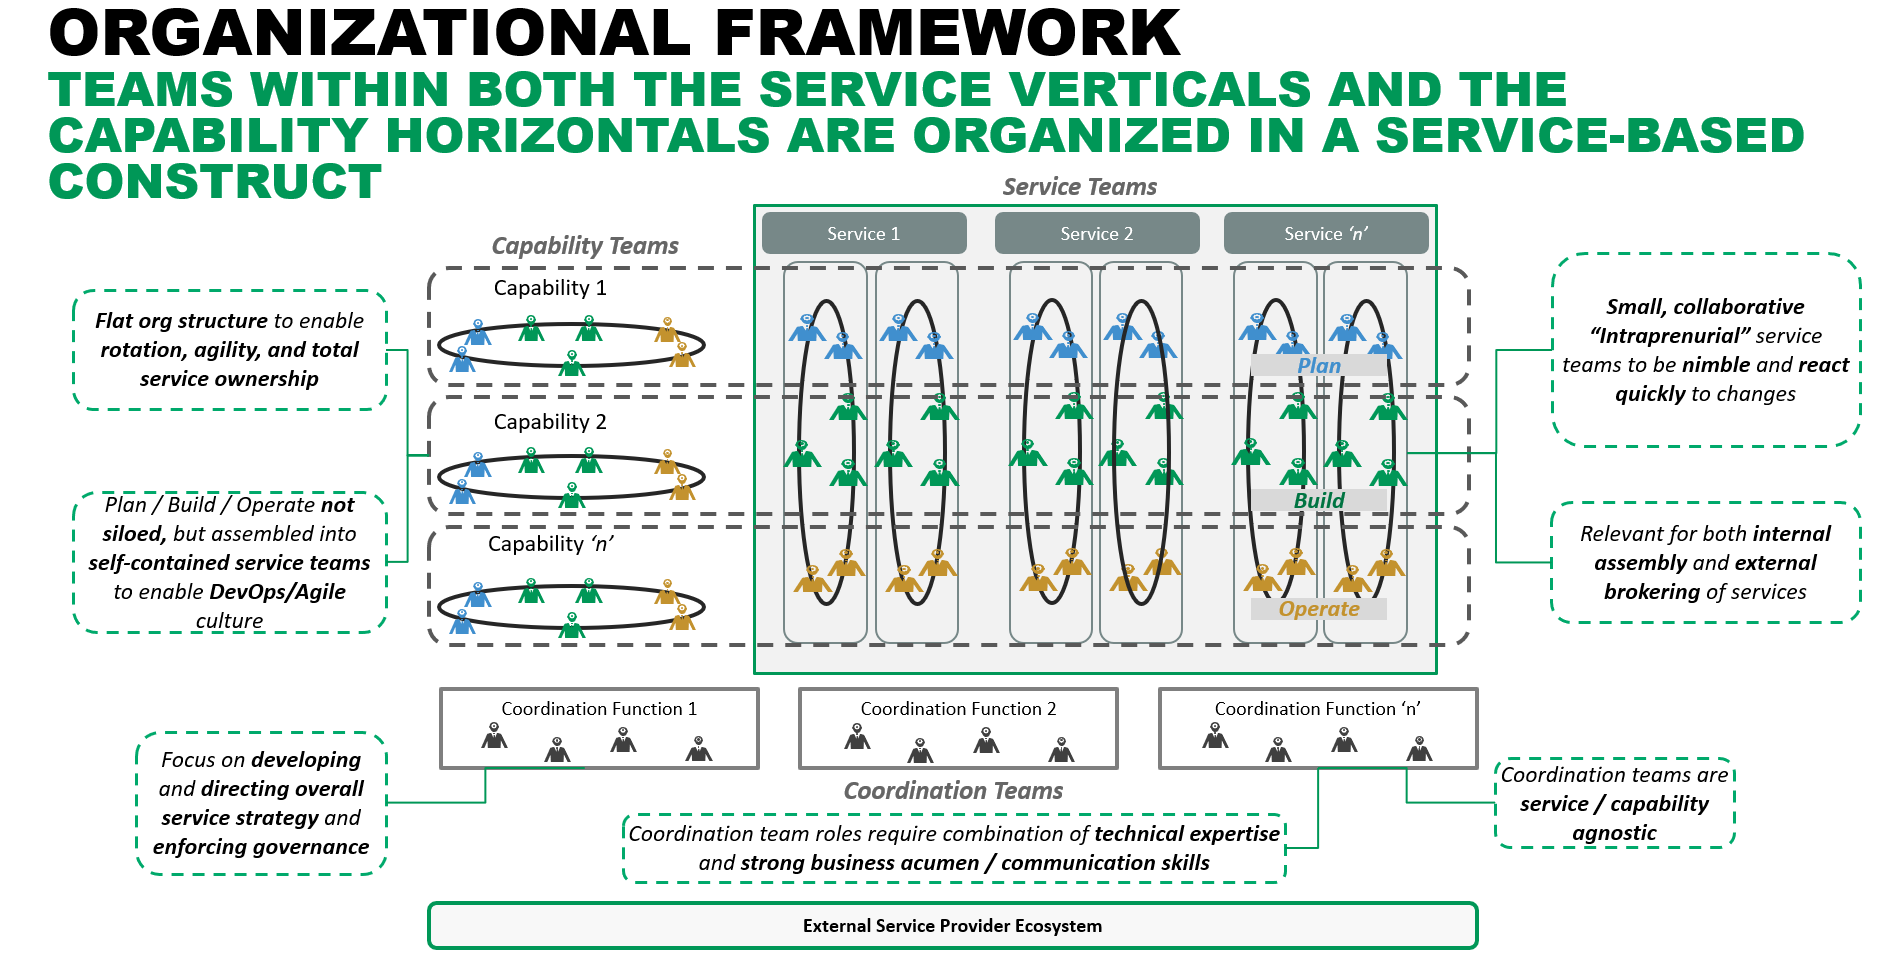 ORGANIZATIONAL FRAMEWORK
TEAMS WITHIN BOTH THE SERVICE VERTICALS AND THE
CAPABILITY HORIZONTALS ARE ORGANIZED IN A SERVICE-BASED
CONSTRUCT
Service Teams
Capability Teams
Service 1
Service 2
Service ‘n’
Capability 1
Capability 2
Capability ‘n’
Plan
Build
Operate
Flat org structure to enable
rotation, agility, and total
service ownership
Plan / Build / Operate not
siloed, but assembled into
self-contained service teams
to enable DevOps/Agile
culture
Small, collaborative
“Intraprenurial” service
teams to be nimble and react
quickly to changes
Relevant for both internal
assembly and external
brokering of services
Coordination Function 1
Coordination Function 2
Coordination Function ‘n’
Coordination Teams
Focus on developing
and directing overall
service strategy and
enforcing governance
Coordination team roles require combination of technical expertise
and strong business acumen / communication skills
Coordination teams are
service / capability
agnostic
External Service Provider Ecosystem